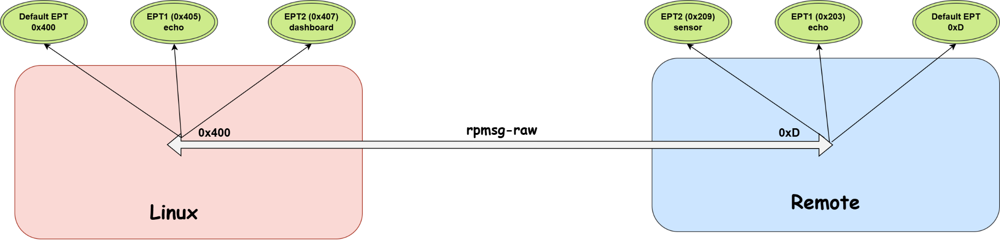 Default EPT
0x400
EPT1 (0x405)
echo
EPT2 (0x407)
dashboard
EPT2 (0x209)
sensor
EPT1 (0x203)
echo
Default EPT
0xD
0x400
rpmsg-raw
0xD
Linux
Remote